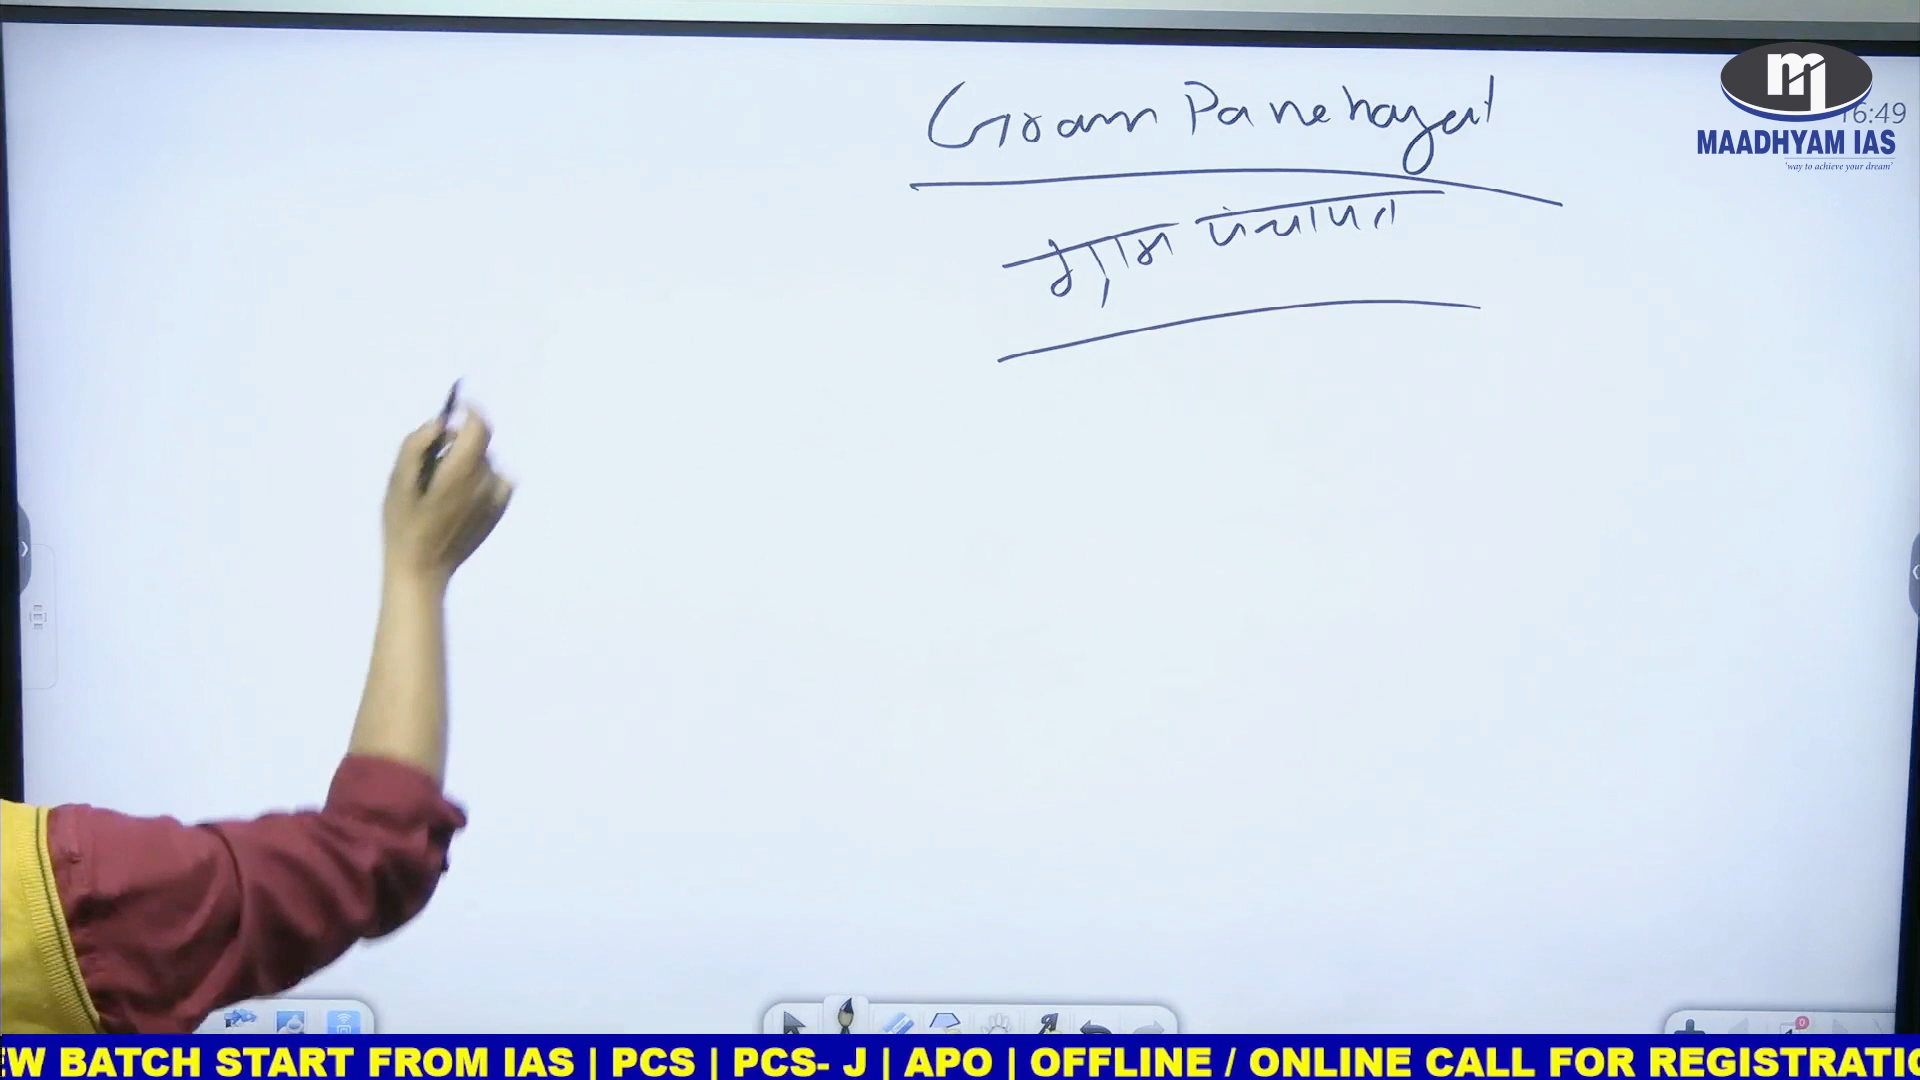 Gram Panchayat
ग्राम पंचायत
16:49
m
MAADHYAM IAS
'way to achieve your dream'
EW BATCH START FROM IAS | PCS | PCS- J | APO | OFFLINE / ONLINE CALL FOR REGISTRATIO